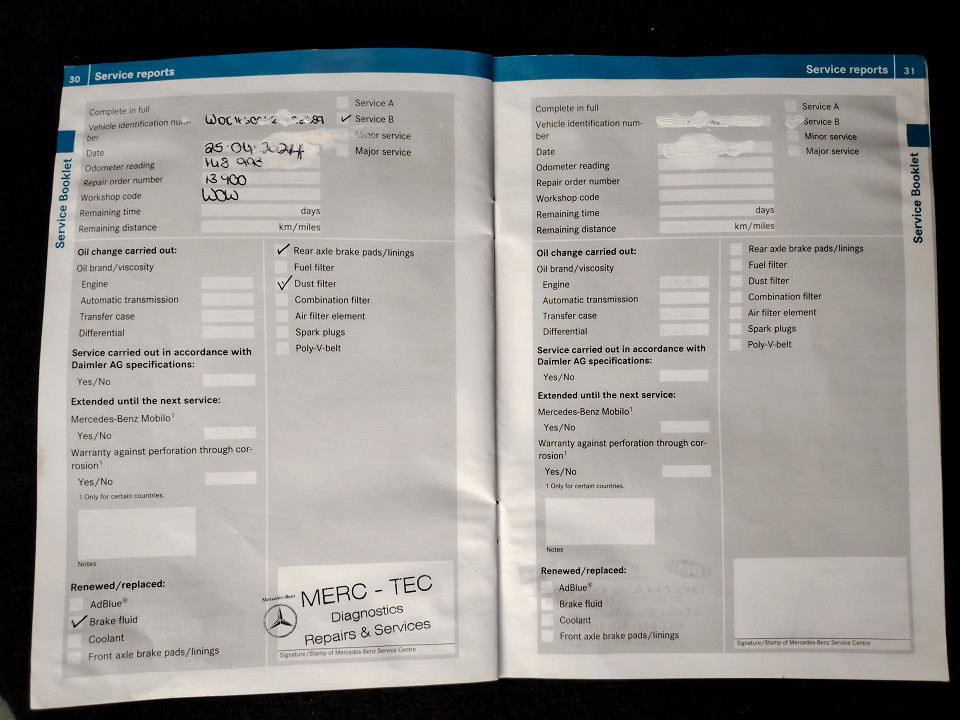 30 Service reports
Complete in full
Vehicle identification num-
ber
Date 25.04.2024
Odometer reading 143 995
Repair order number 13400
Workshop code WOW
Remaining time days
Remaining distance km/miles
Service A
Service B
Minor service
Major service
Oil change carried out:
Oil brand/viscosity
Engine
Automatic transmission
Transfer case
Differential
Service carried out in accordance with
Daimler AG specifications:
Yes/No
Extended until the next service:
Mercedes-Benz Mobilo¹
Yes/No
Warranty against perforation through cor-
rosion¹
Yes/No
1 Only for certain countries.
Notes
Renewed/replaced:
AdBlue®
Brake fluid
Coolant
Front axle brake pads/linings
Rear axle brake pads/linings
Fuel filter
Dust filter
Combination filter
Air filter element
Spark plugs
Poly-V-belt
Mercedes-Benz
MERC - TEC
Diagnostics
Repairs & Services
Signature/Stamp of Mercedes-Benz Service Centre
Service Booklet
Service reports 31
Complete in full
Vehicle identification num-
ber
Date
Odometer reading
Repair order number
Workshop code
Remaining time days
Remaining distance km/miles
Service A
Service B
Minor service
Major service
Oil change carried out:
Oil brand/viscosity
Engine
Automatic transmission
Transfer case
Differential
Service carried out in accordance with
Daimler AG specifications:
Yes/No
Extended until the next service:
Mercedes-Benz Mobilo¹
Yes/No
Warranty against perforation through cor-
rosion¹
Yes/No
1 Only for certain countries.
Notes
Renewed/replaced:
AdBlue®
Brake fluid
Coolant
Front axle brake pads/linings
Rear axle brake pads/linings
Fuel filter
Dust filter
Combination filter
Air filter element
Spark plugs
Poly-V-belt
Signature/Stamp of Mercedes-Benz Service Centre
Service Booklet